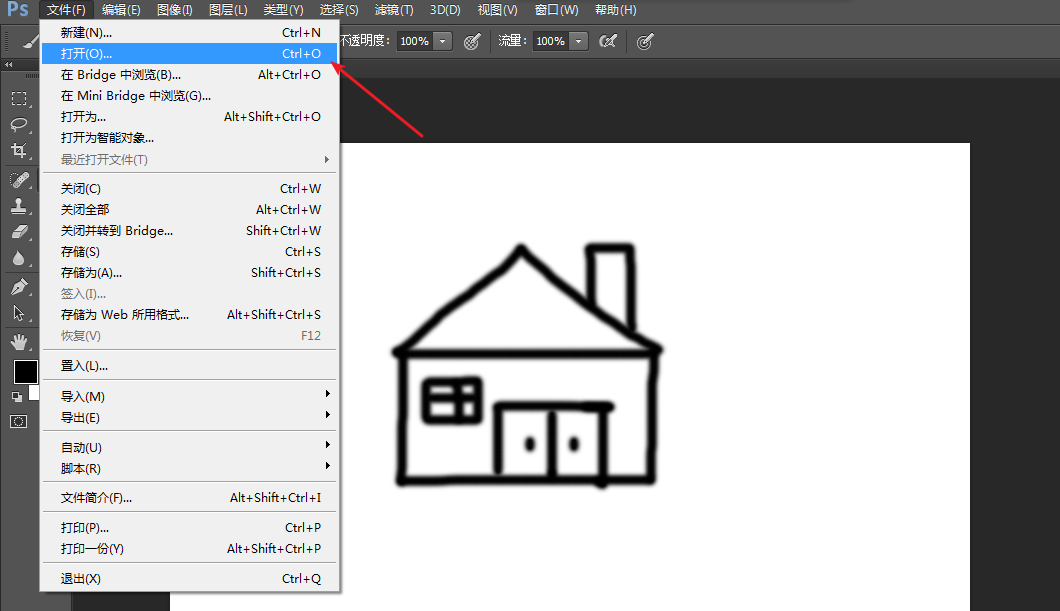 Ps 文件(F) 编辑(E) 图像(I) 图层(L) 类型(Y) 选择(S) 滤镜(T) 3D(D) 视图(V) 窗口(W) 帮助(H)
不透明度: 100% 流量: 100%
新建(N)... Ctrl+N
打开(O)... Ctrl+O
在 Bridge 中浏览(B)... Alt+Ctrl+O
在 Mini Bridge 中浏览(G)...
打开为... Alt+Shift+Ctrl+O
打开为智能对象...
最近打开文件(T)
关闭(C) Ctrl+W
关闭全部 Alt+Ctrl+W
关闭并转到 Bridge... Shift+Ctrl+W
存储(S) Ctrl+S
存储为(A)... Shift+Ctrl+S
签入(I)...
存储为 Web 所用格式... Alt+Shift+Ctrl+S
恢复(V) F12
置入(L)...
导入(M)
导出(E)
自动(U)
脚本(R)
文件简介(F)... Alt+Shift+Ctrl+I
打印(P)... Ctrl+P
打印一份(Y) Alt+Shift+Ctrl+P
退出(X) Ctrl+Q